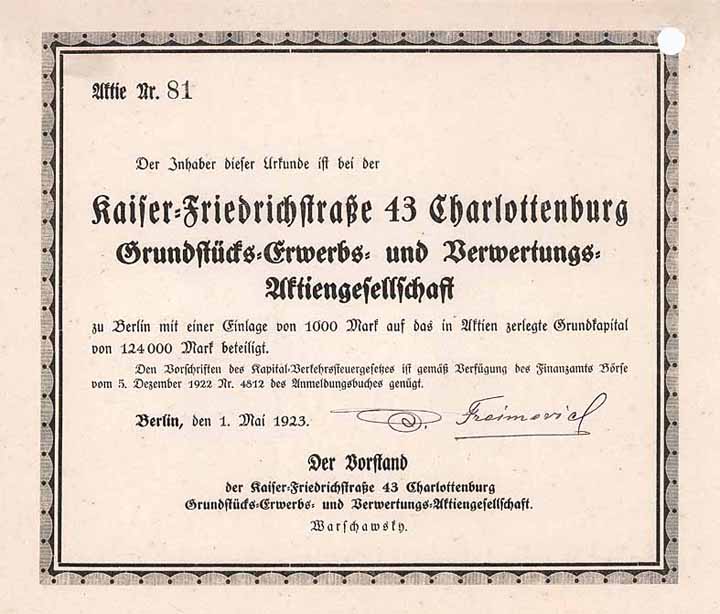 Aktie Nr. 81
Der Inhaber dieser Urkunde ist bei der
Kaiser-Friedrichstraße 43 Charlottenburg
Grundstücks-Erwerbs- und Verwertungs-
Aktiengesellschaft
zu Berlin mit einer Einlage von 1000 Mark auf das in Aktien zerlegte Grundkapital
von 124000 Mark beteiligt.
Den Vorschriften des Kapital-Verkehrssteuergesetzes ist gemäß Verfügung des Finanzamts Börse
vom 5. Dezember 1922 Nr. 4812 des Anmeldungsbuches genügt.
Berlin, den 1. Mai 1923.
Der Vorstand
der Kaiser-Friedrichstraße 43 Charlottenburg
Grundstücks-Erwerbs- und Verwertungs-Aktiengesellschaft.
Warschawsky.